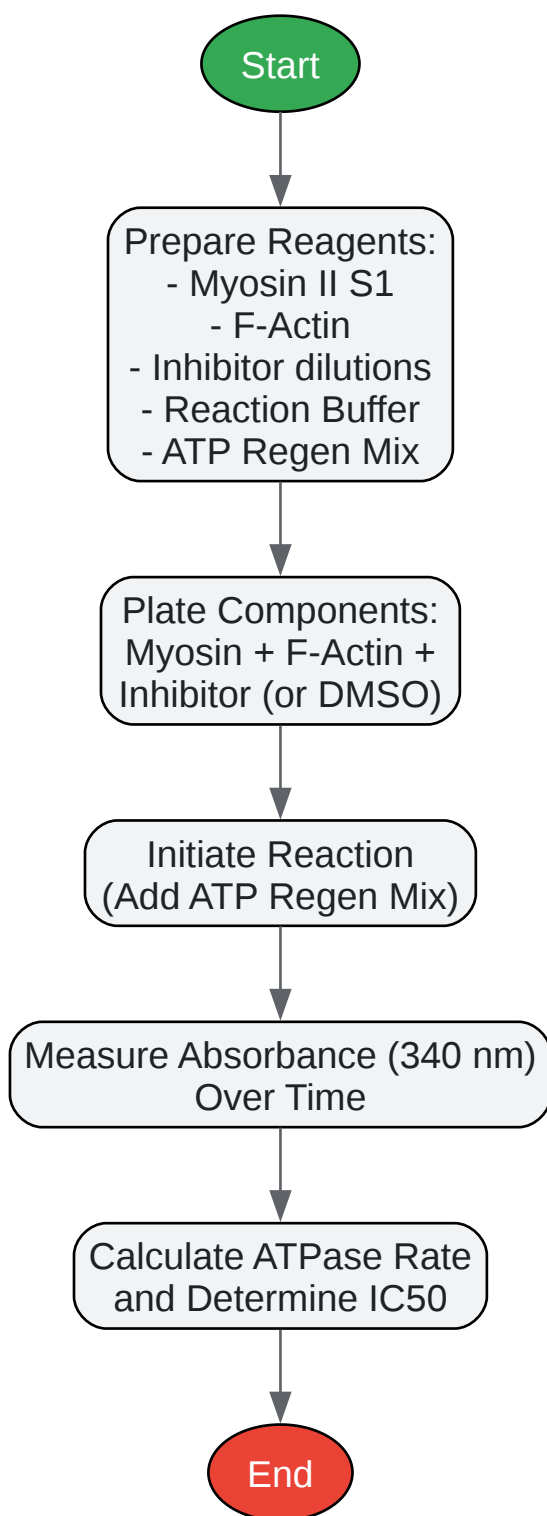 Start
Prepare Reagents:
- Myosin II S1
- F-Actin
- Inhibitor dilutions
- Reaction Buffer
- ATP Regen Mix
Plate Components:
Myosin + F-Actin +
Inhibitor (or DMSO)
Initiate Reaction
(Add ATP Regen Mix)
Measure Absorbance (340 nm)
Over Time
Calculate ATPase Rate
and Determine IC50
End